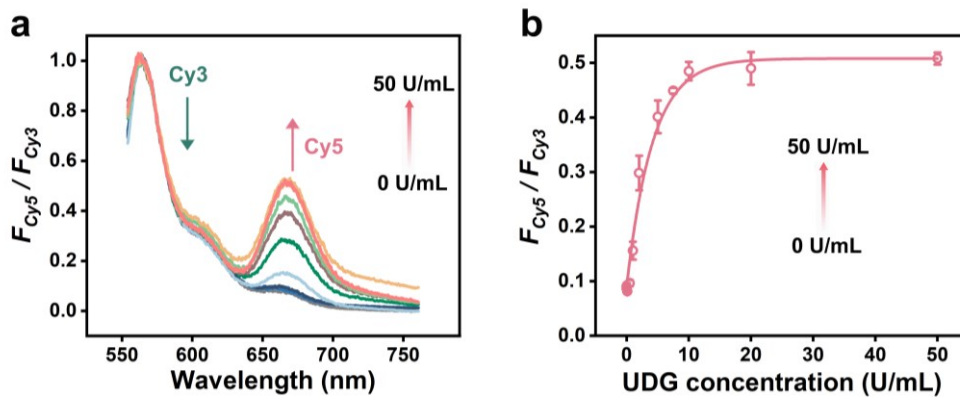 a
F_Cy5 / F_Cy3
1.0
0.8
0.6
0.4
0.2
0.0
Cy3
Cy5
50 U/mL
0 U/mL
550
600
650
700
750
Wavelength (nm)
b
F_Cy5 / F_Cy3
0.5
0.4
0.3
0.2
0.1
0.0
50 U/mL
0 U/mL
0
10
20
30
40
50
UDG concentration (U/mL)